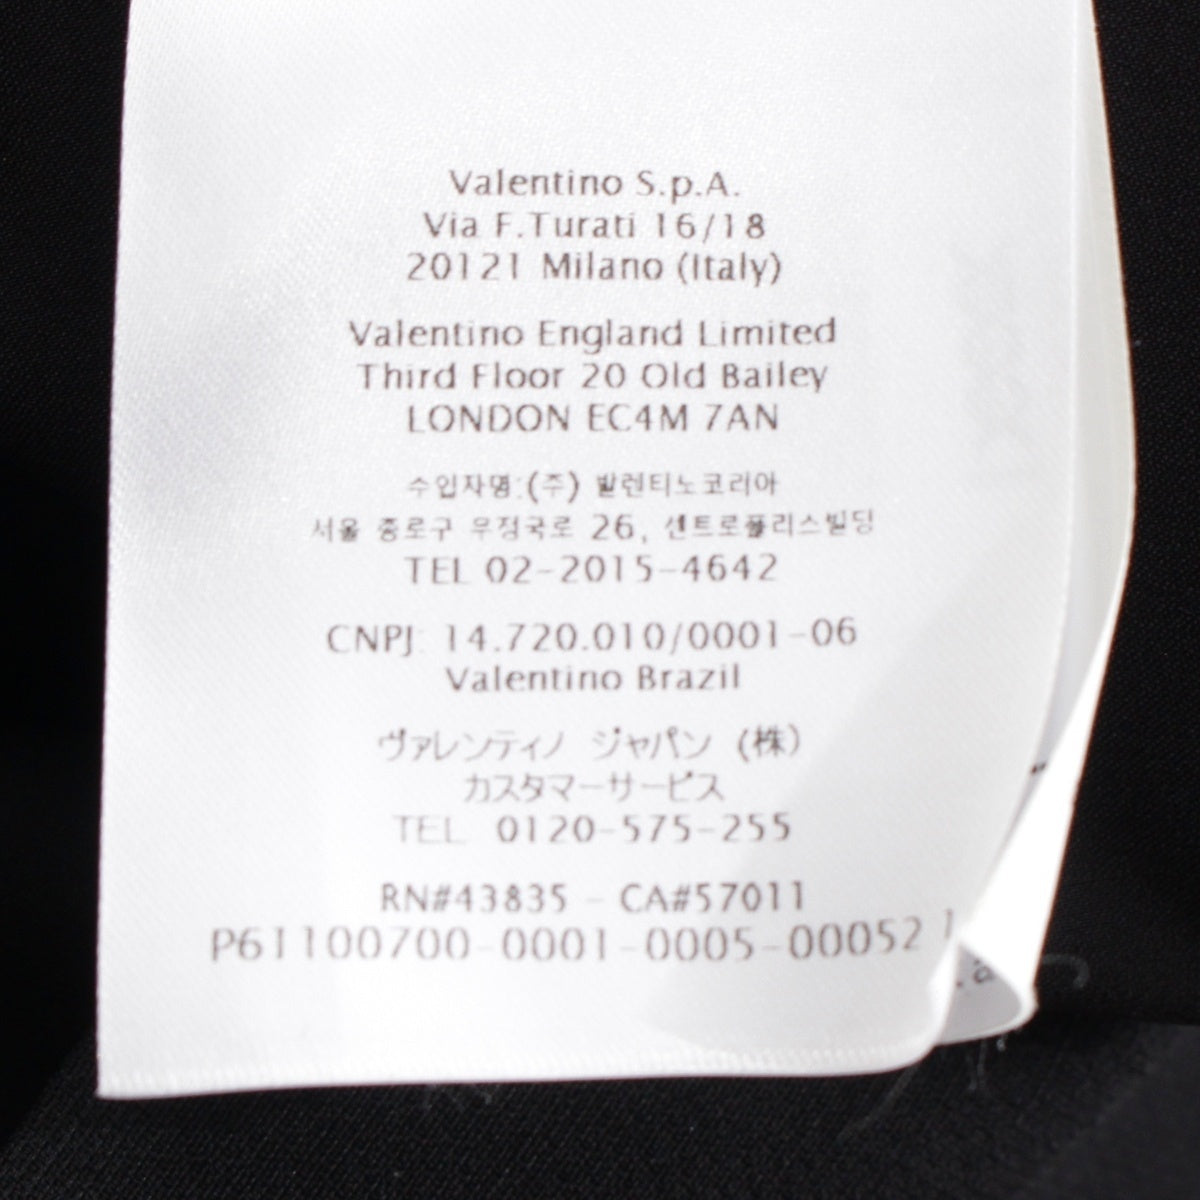 Valentino S.p.A.
Via F.Turati 16/18
20121 Milano (Italy)
Valentino England Limited
Third Floor 20 Old Bailey
LONDON EC4M 7AN
수입자명:(주) 발렌티노코리아
서울 종로구 우정국로 26, 센트로폴리스빌딩
TEL 02-2015-4642
CNPJ: 14.720.010/0001-06
Valentino Brazil
ヴァレンティノ ジャパン (株)
カスタマーサービス
TEL 0120-575-255
RN#43835 - CA#57011
P61100700-0001-0005-00052 1